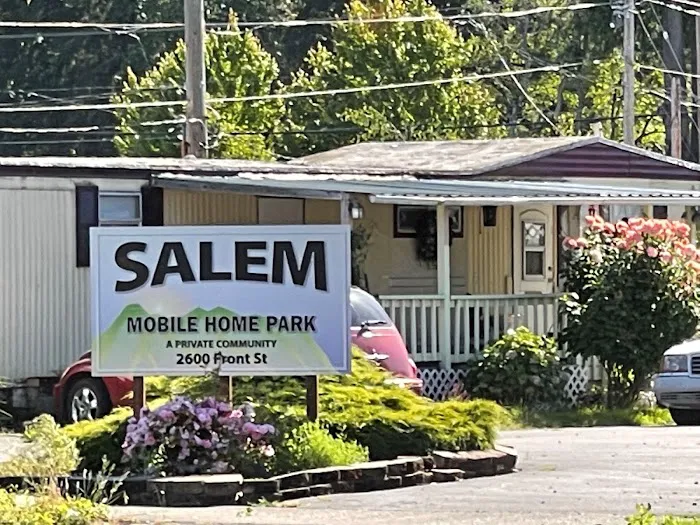 SALEM
MOBILE HOME PARK
A PRIVATE COMMUNITY
2600 Front St